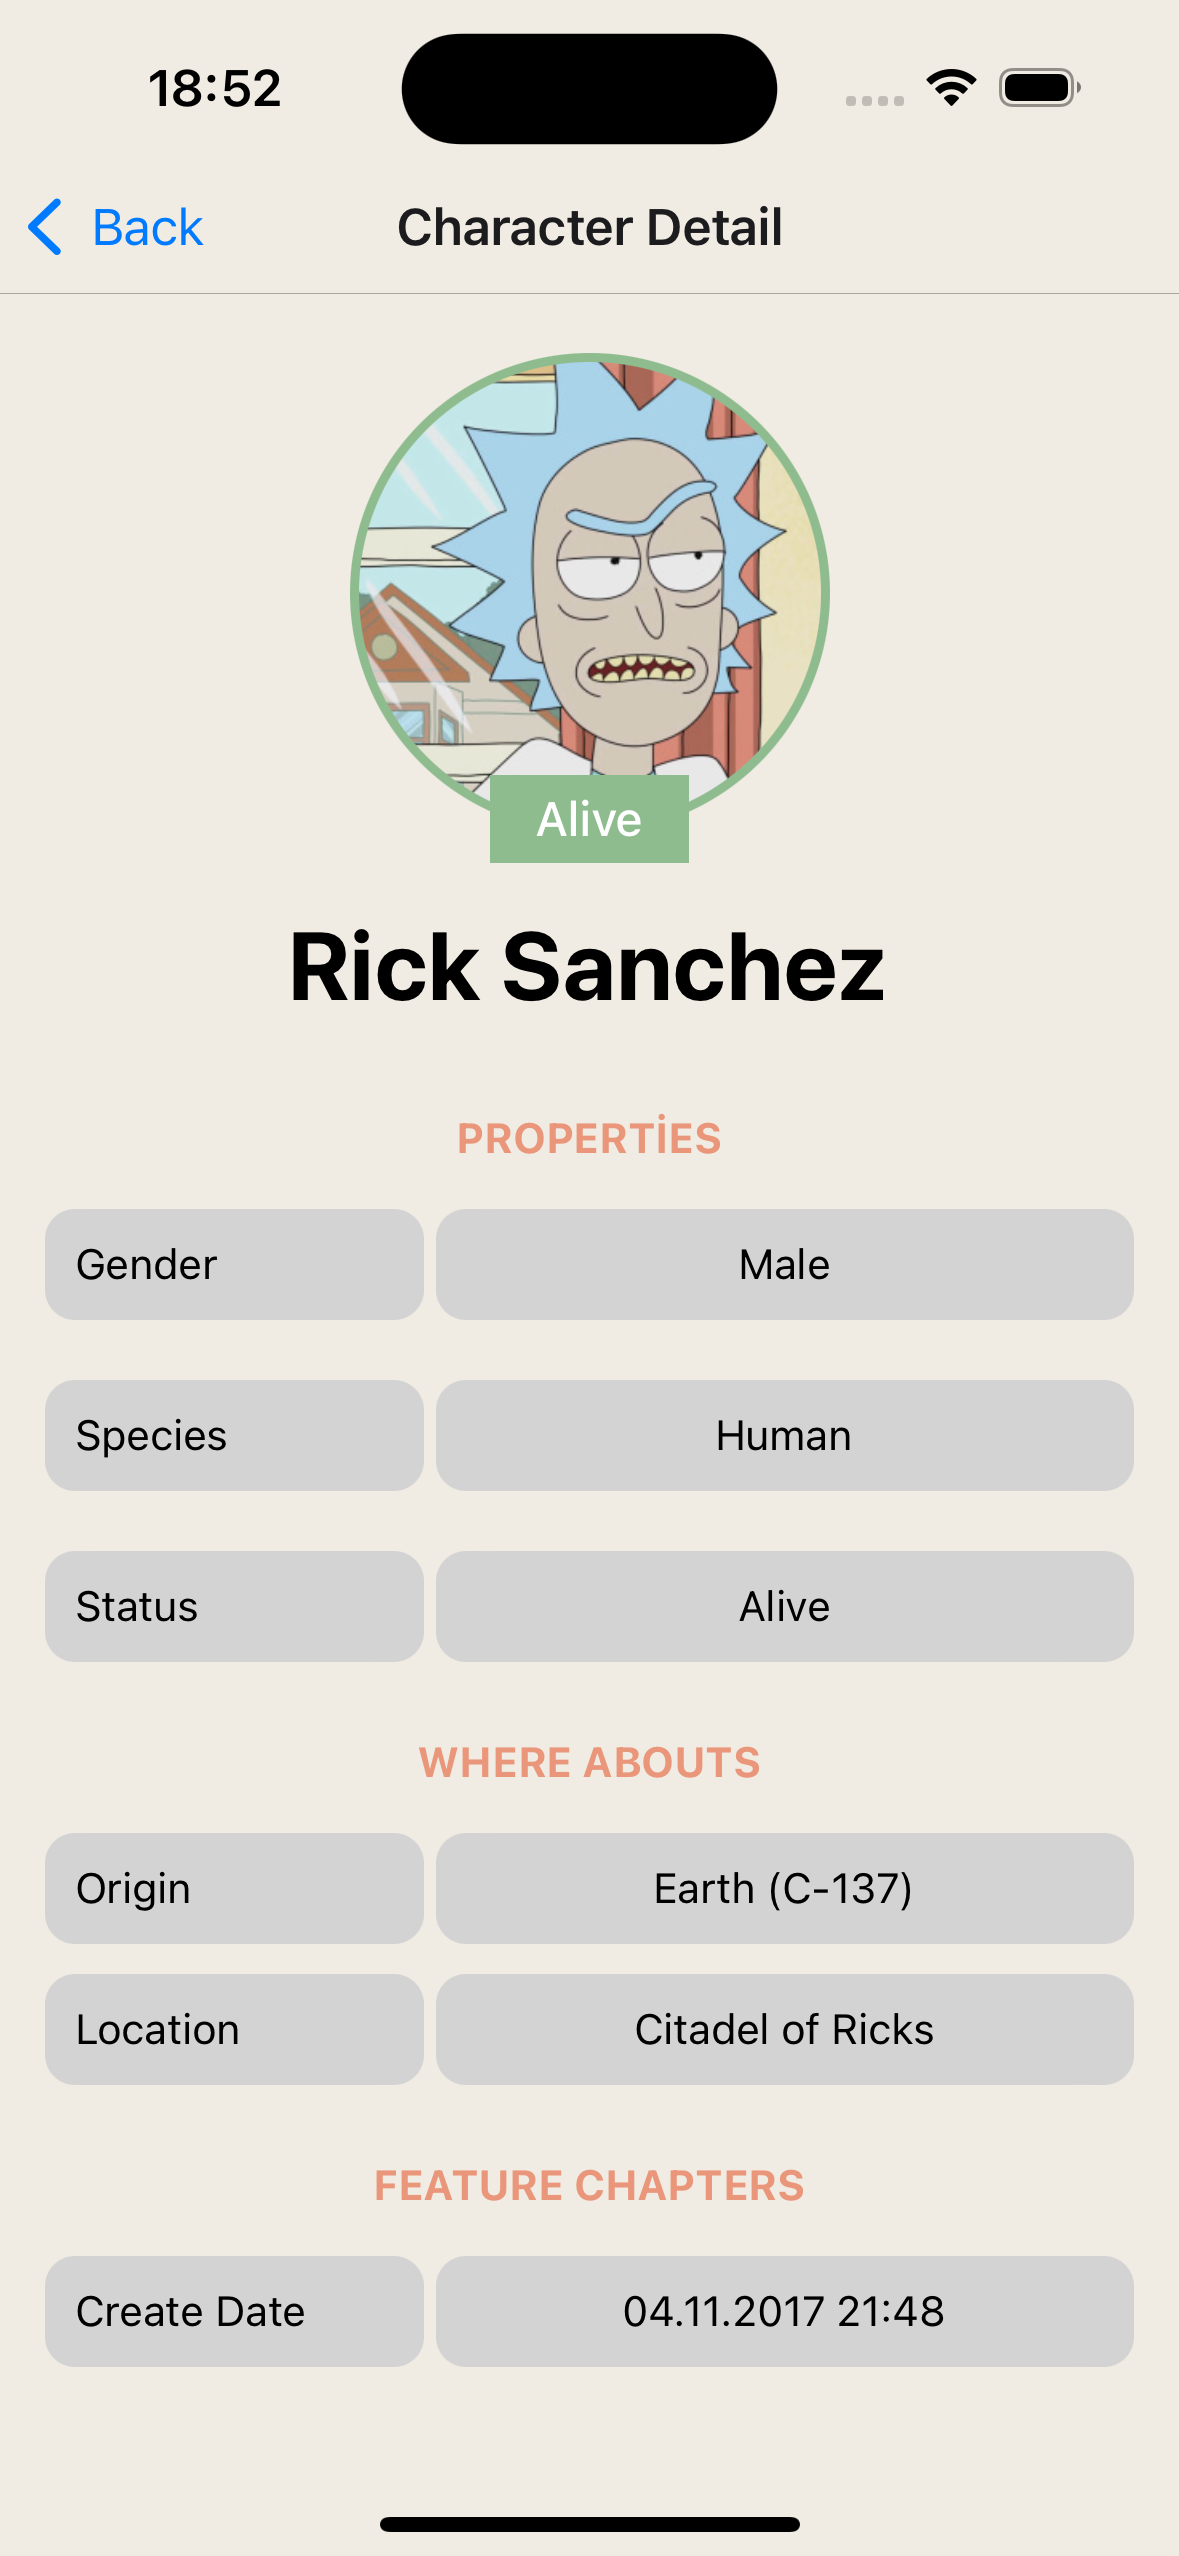 18:52
Back
Character Detail
Alive
Rick Sanchez
PROPERTİES
Gender
Male
Species
Human
Status
Alive
WHERE ABOUTS
Origin
Earth (C-137)
Location
Citadel of Ricks
FEATURE CHAPTERS
Create Date
04.11.2017 21:48